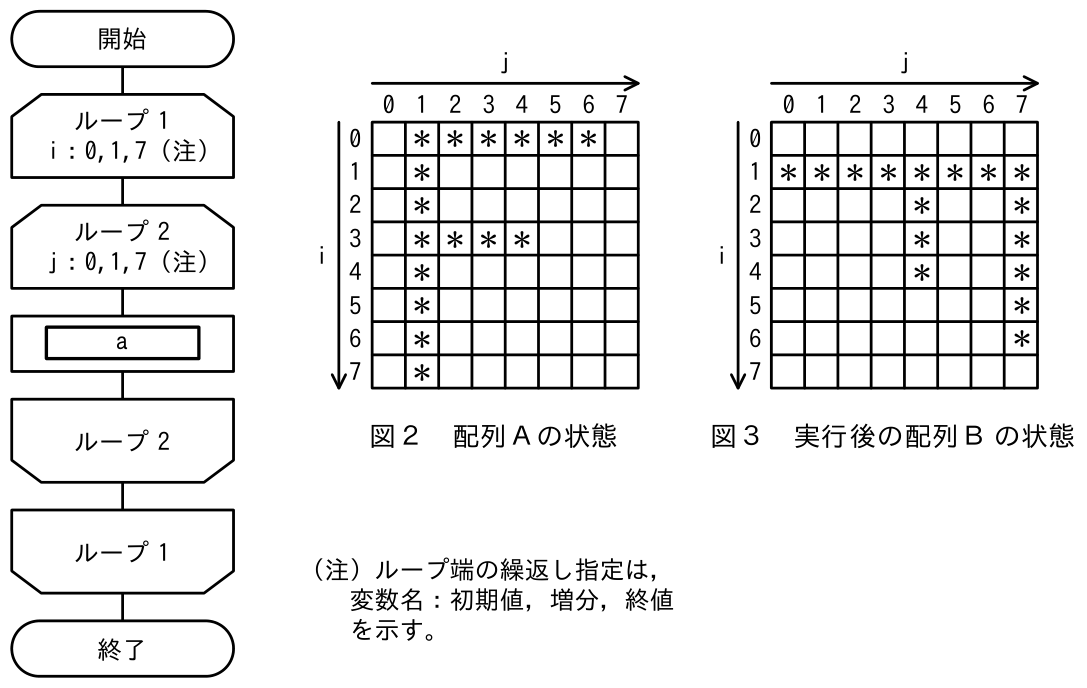 開始
ループ 1
i:0,1,7(注)
ループ 2
j:0,1,7(注)
a
ループ 2
ループ 1
終了
j
0 1 2 3 4 5 6 7
i
0 * * * * * *
1 *
2 *
3 * * * *
4 *
5 *
6 *
7 *
図2 配列Aの状態
j
0 1 2 3 4 5 6 7
i
0
1 * * * * * * * *
2 * *
3 * *
4 * *
5 *
6 *
7
図3 実行後の配列B の状態
(注)ループ端の繰返し指定は,
変数名:初期値,増分,終値
を示す。